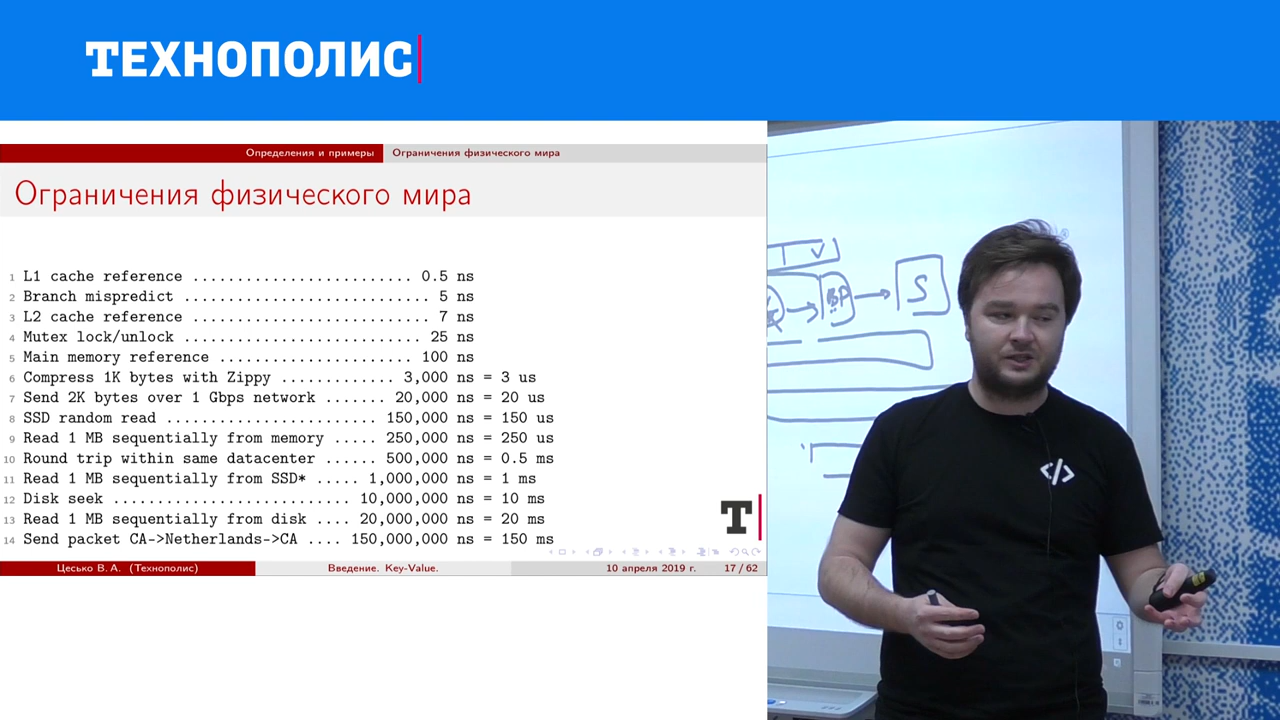 ТЕХНОПОЛИС
Определения и примеры Ограничения физического мира
Ограничения физического мира
1 L1 cache reference ......................... 0.5 ns
2 Branch mispredict ............................ 5 ns
3 L2 cache reference ........................... 7 ns
4 Mutex lock/unlock ........................... 25 ns
5 Main memory reference ...................... 100 ns
6 Compress 1K bytes with Zippy ............. 3,000 ns = 3 us
7 Send 2K bytes over 1 Gbps network ....... 20,000 ns = 20 us
8 SSD random read ........................ 150,000 ns = 150 us
9 Read 1 MB sequentially from memory ..... 250,000 ns = 250 us
10 Round trip within same datacenter ...... 500,000 ns = 0.5 ms
11 Read 1 MB sequentially from SSD* ..... 1,000,000 ns = 1 ms
12 Disk seek ........................... 10,000,000 ns = 10 ms
13 Read 1 MB sequentially from disk .... 20,000,000 ns = 20 ms
14 Send packet CA->Netherlands->CA .... 150,000,000 ns = 150 ms
T
Цесько В. А. (Технополис) Введение. Key-Value. 10 апреля 2019 г. 17 / 62
V
BP
S
</>